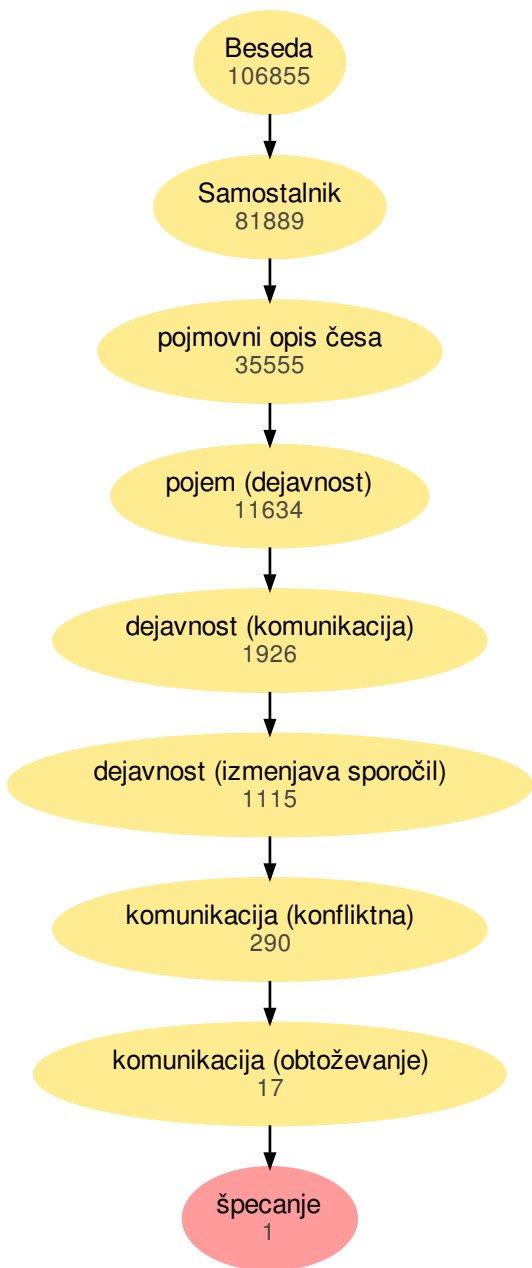 Beseda
106855
Samostalnik
81889
pojmovni opis česa
35555
pojem (dejavnost)
11634
dejavnost (komunikacija)
1926
dejavnost (izmenjava sporočil)
1115
komunikacija (konfliktna)
290
komunikacija (obtoževanje)
17
špecanje
1